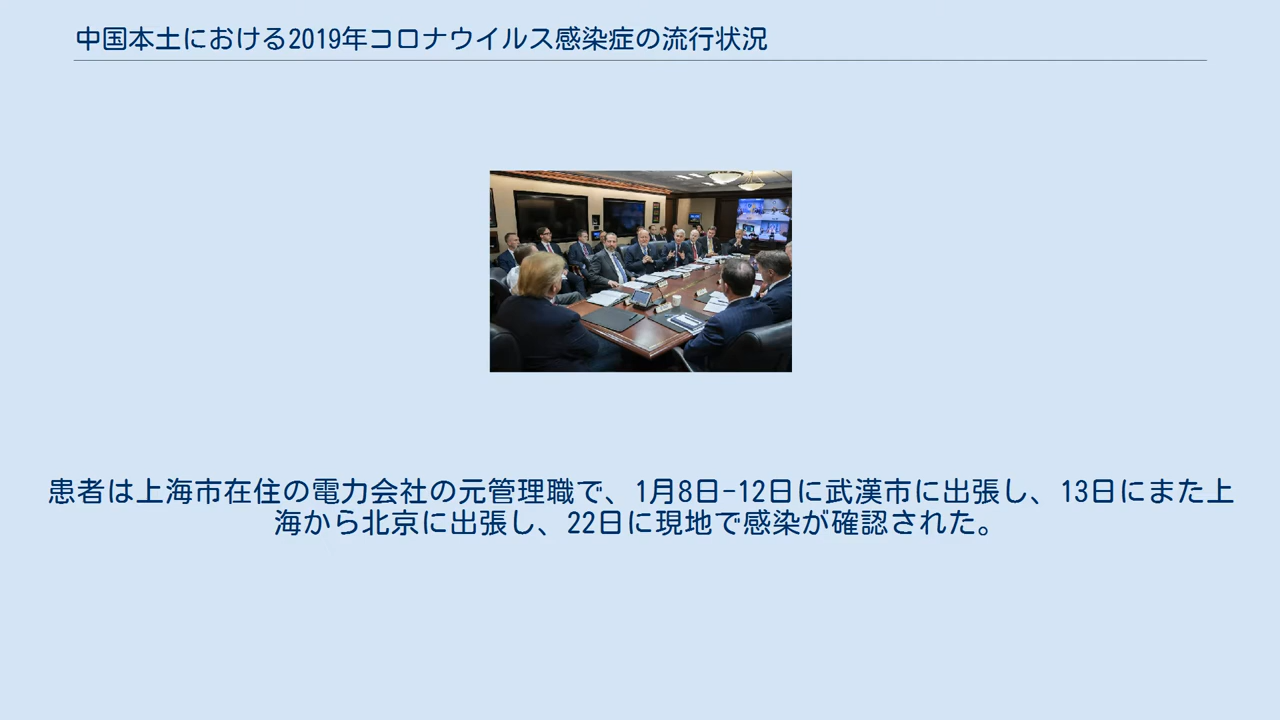 中国本土における2019年コロナウイルス感染症の流行状況
患者は上海市在住の電力会社の元管理職で、1月8日-12日に武漢市に出張し、13日にまた上
海から北京に出張し、22日に現地で感染が確認された。